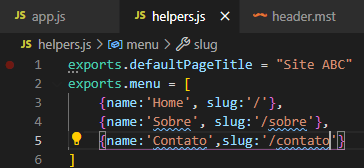 app.js helpers.js header.mst
helpers.js > menu > slug
1 exports.defaultPageTitle = "Site ABC"
2 exports.menu = [
3 {name:'Home', slug:'/'},
4 {name:'Sobre', slug:'/sobre'},
5 {name:'Contato',slug:'/contato'}
6 ]